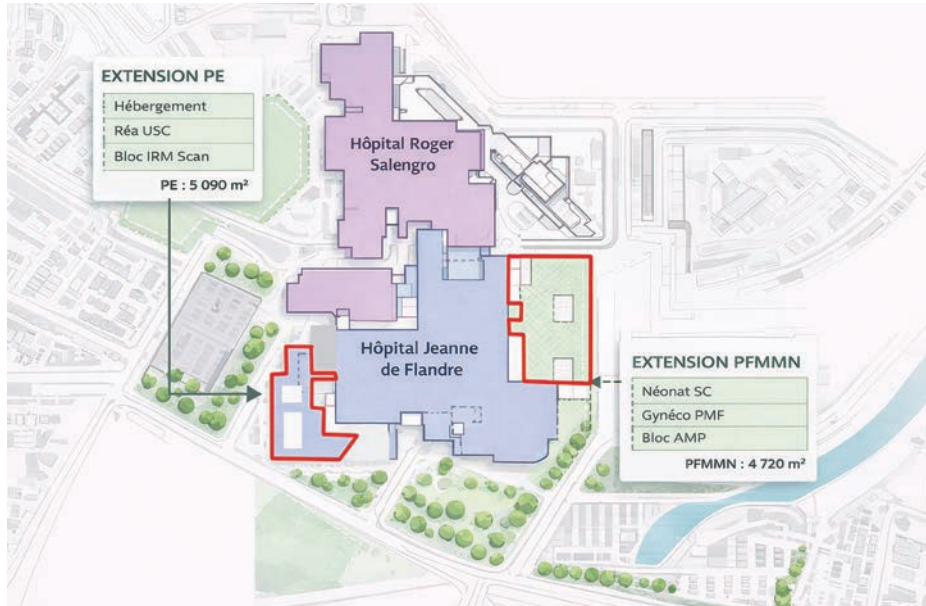 EXTENSION PE
Hébergement
Réa USC
Bloc IRM Scan
PE : 5 090 m²
Hôpital Roger
Salengro
Hôpital Jeanne
de Flandre
EXTENSION PFMMN
Néonat SC
Gynéco PMF
Bloc AMP
PFMMN : 4 720 m²